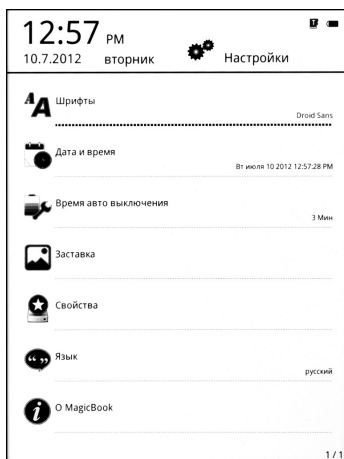 12:57 PM
10.7.2012 вторник Настройки
Шрифты
Droid Sans
Дата и время
Вт июля 10 2012 12:57:28 PM
Время авто выключения
3 Мин
Заставка
Свойства
Язык
русский
О MagicBook
1 / 1